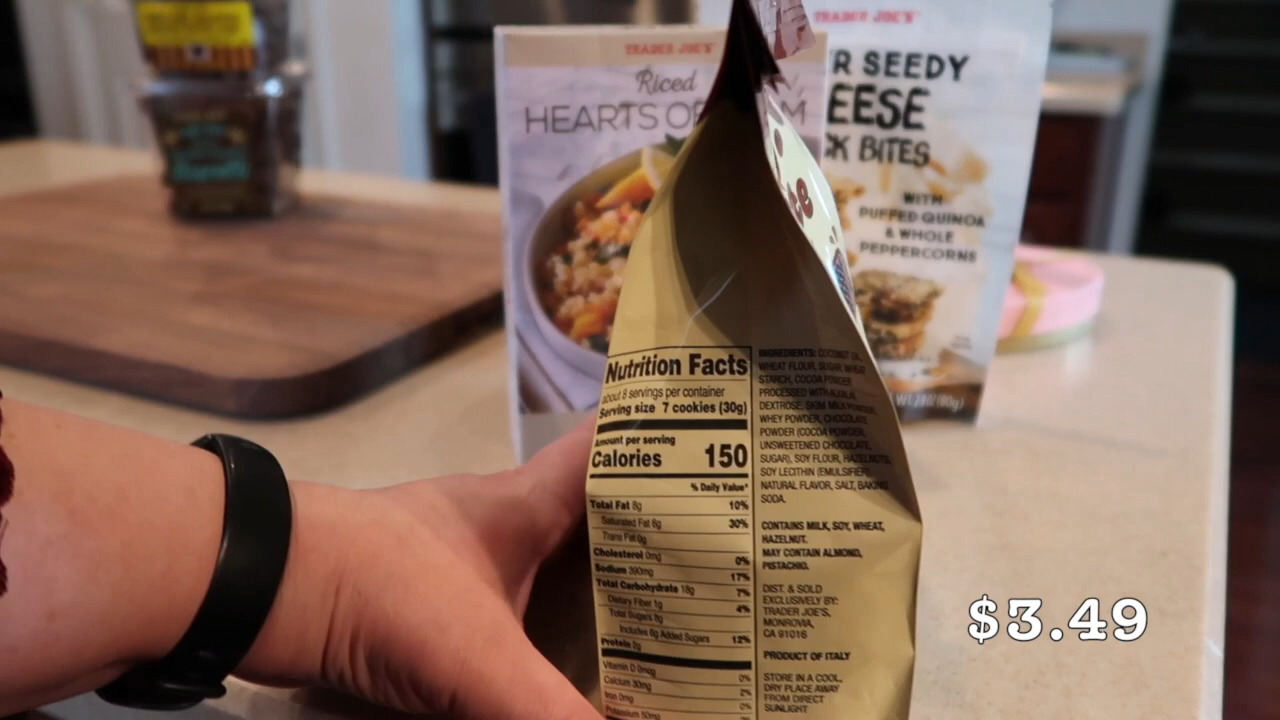 TRADER JOE'S
Riced
HEARTS OF
TRADER JOE'S
R SEEDY
EESE
K BITES
WITH
PUFFED QUINOA
& WHOLE
PEPPERCORNS
Nutrition Facts
about 8 servings per container
Serving size 7 cookies (30g)
Amount per serving
Calories 150
% Daily Value*
Total Fat 8g 10%
Saturated Fat 6g 30%
Trans Fat 0g
Cholesterol 0mg 0%
Sodium 390mg 17%
Total Carbohydrate 18g 7%
Dietary Fiber 1g 4%
Total Sugars 8g
Includes 6g Added Sugars 12%
Protein 2g
Vitamin D 0mcg 0%
Calcium 30mg 2%
Iron 0mg 0%
Potassium 50mg
INGREDIENTS: COCONUT OIL,
WHEAT FLOUR, SUGAR, WHEAT
STARCH, COCOA POWDER
PROCESSED WITH ALKALI,
DEXTROSE, SKIM MILK POWDER,
WHEY POWDER, CHOCOLATE
POWDER (COCOA POWDER,
UNSWEETENED CHOCOLATE,
SUGAR), SOY FLOUR, HAZELNUTS,
SOY LECITHIN (EMULSIFIER),
NATURAL FLAVOR, SALT, BAKING
SODA.
CONTAINS MILK, SOY, WHEAT,
HAZELNUT.
MAY CONTAIN ALMOND,
PISTACHIO.
DIST. & SOLD
EXCLUSIVELY BY:
TRADER JOE'S,
MONROVIA,
CA 91016
PRODUCT OF ITALY
STORE IN A COOL,
DRY PLACE AWAY
FROM DIRECT
SUNLIGHT
$3.49